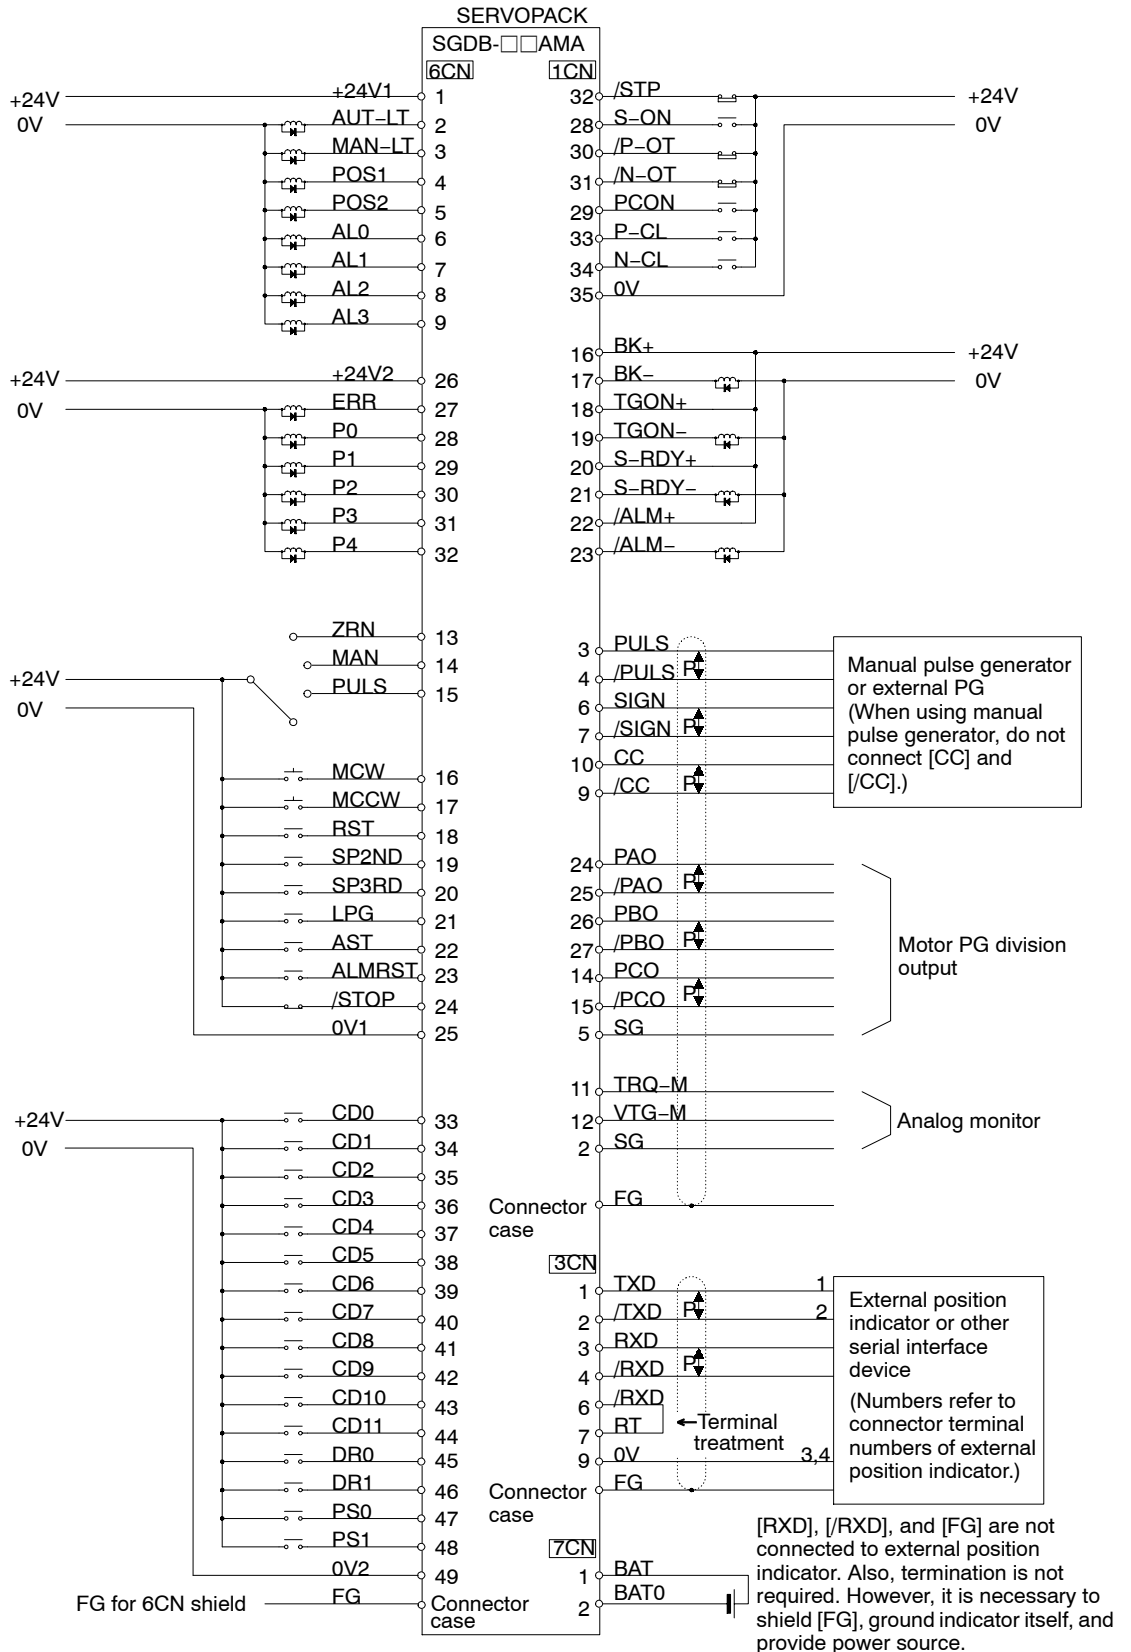 SERVOPACK
SGDB-□□AMA
6CN
+24V
0V
+24V1 1
AUT–LT 2
MAN–LT 3
POS1 4
POS2 5
AL0 6
AL1 7
AL2 8
AL3 9
+24V
0V
+24V2 26
ERR 27
P0 28
P1 29
P2 30
P3 31
P4 32
+24V
0V
ZRN 13
MAN 14
PULS 15
MCW 16
MCCW 17
RST 18
SP2ND 19
SP3RD 20
LPG 21
AST 22
ALMRST 23
/STOP 24
0V1 25
+24V
0V
CD0 33
CD1 34
CD2 35
CD3 36
CD4 37
CD5 38
CD6 39
CD7 40
CD8 41
CD9 42
CD10 43
CD11 44
DR0 45
DR1 46
PS0 47
PS1 48
0V2 49
FG for 6CN shield FG Connector
case
1CN
32 /STP +24V
28 S–ON 0V
30 /P–OT
31 /N–OT
29 PCON
33 P–CL
34 N–CL
35 0V
16 BK+ +24V
17 BK– 0V
18 TGON+
19 TGON–
20 S–RDY+
21 S–RDY–
22 /ALM+
23 /ALM–
3 PULS
4 /PULS P
6 SIGN
7 /SIGN P
10 CC
9 /CC P
Manual pulse generator
or external PG
(When using manual
pulse generator, do not
connect [CC] and
[/CC].)
24 PAO
25 /PAO P
26 PBO
27 /PBO P
14 PCO
15 /PCO P
5 SG
Motor PG division
output
11 TRQ–M
12 VTG–M
2 SG
Analog monitor
Connector FG
case
3CN
1 TXD 1
2 /TXD P 2
3 RXD
4 /RXD P
6 /RXD
7 RT
Terminal
treatment
9 0V 3,4
Connector FG
case
External position
indicator or other
serial interface
device
(Numbers refer to
connector terminal
numbers of external
position indicator.)
7CN
1 BAT
2 BAT0
[RXD], [/RXD], and [FG] are not
connected to external position
indicator. Also, termination is not
required. However, it is necessary to
shield [FG], ground indicator itself, and
provide power source.